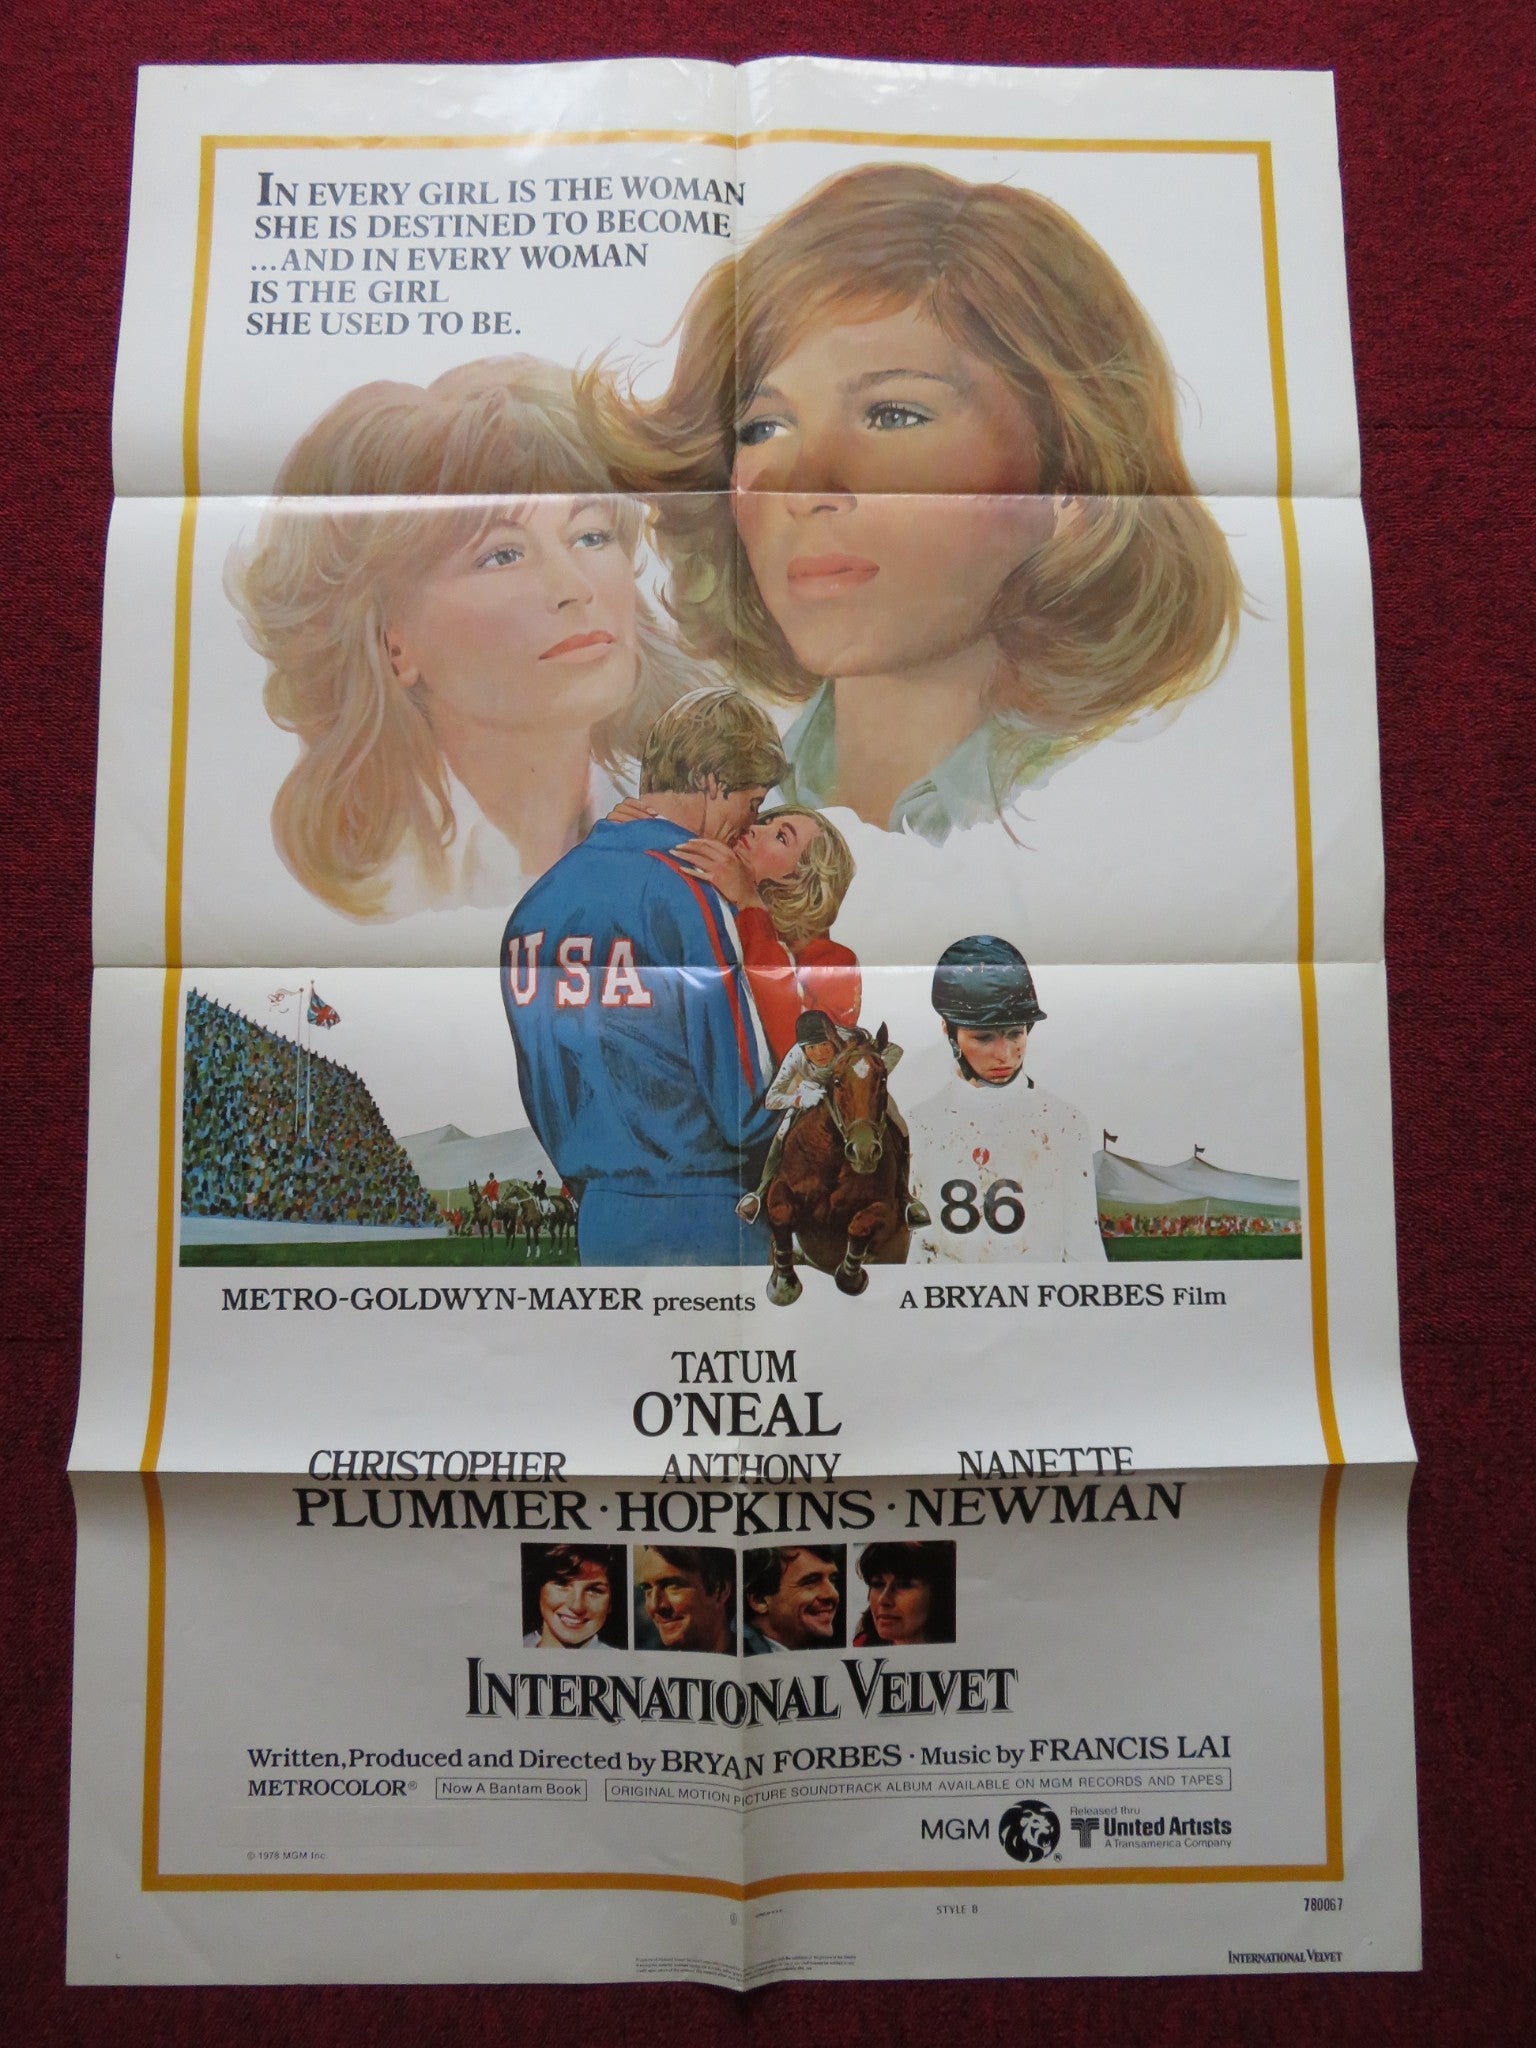 IN EVERY GIRL IS THE WOMAN
SHE IS DESTINED TO BECOME
...AND IN EVERY WOMAN
IS THE GIRL
SHE USED TO BE.
USA
86
METRO-GOLDWYN-MAYER presents A BRYAN FORBES Film
TATUM
O'NEAL
CHRISTOPHER ANTHONY NANETTE
PLUMMER · HOPKINS · NEWMAN
INTERNATIONAL VELVET
Written, Produced and Directed by BRYAN FORBES · Music by FRANCIS LAI
METROCOLOR® Now A Bantam Book ORIGINAL MOTION PICTURE SOUNDTRACK ALBUM AVAILABLE ON MGM RECORDS AND TAPES
MGM ® Released thru
United Artists
A Transamerica Company
© 1978 MGM Inc.
STYLE B
780067
INTERNATIONAL VELVET